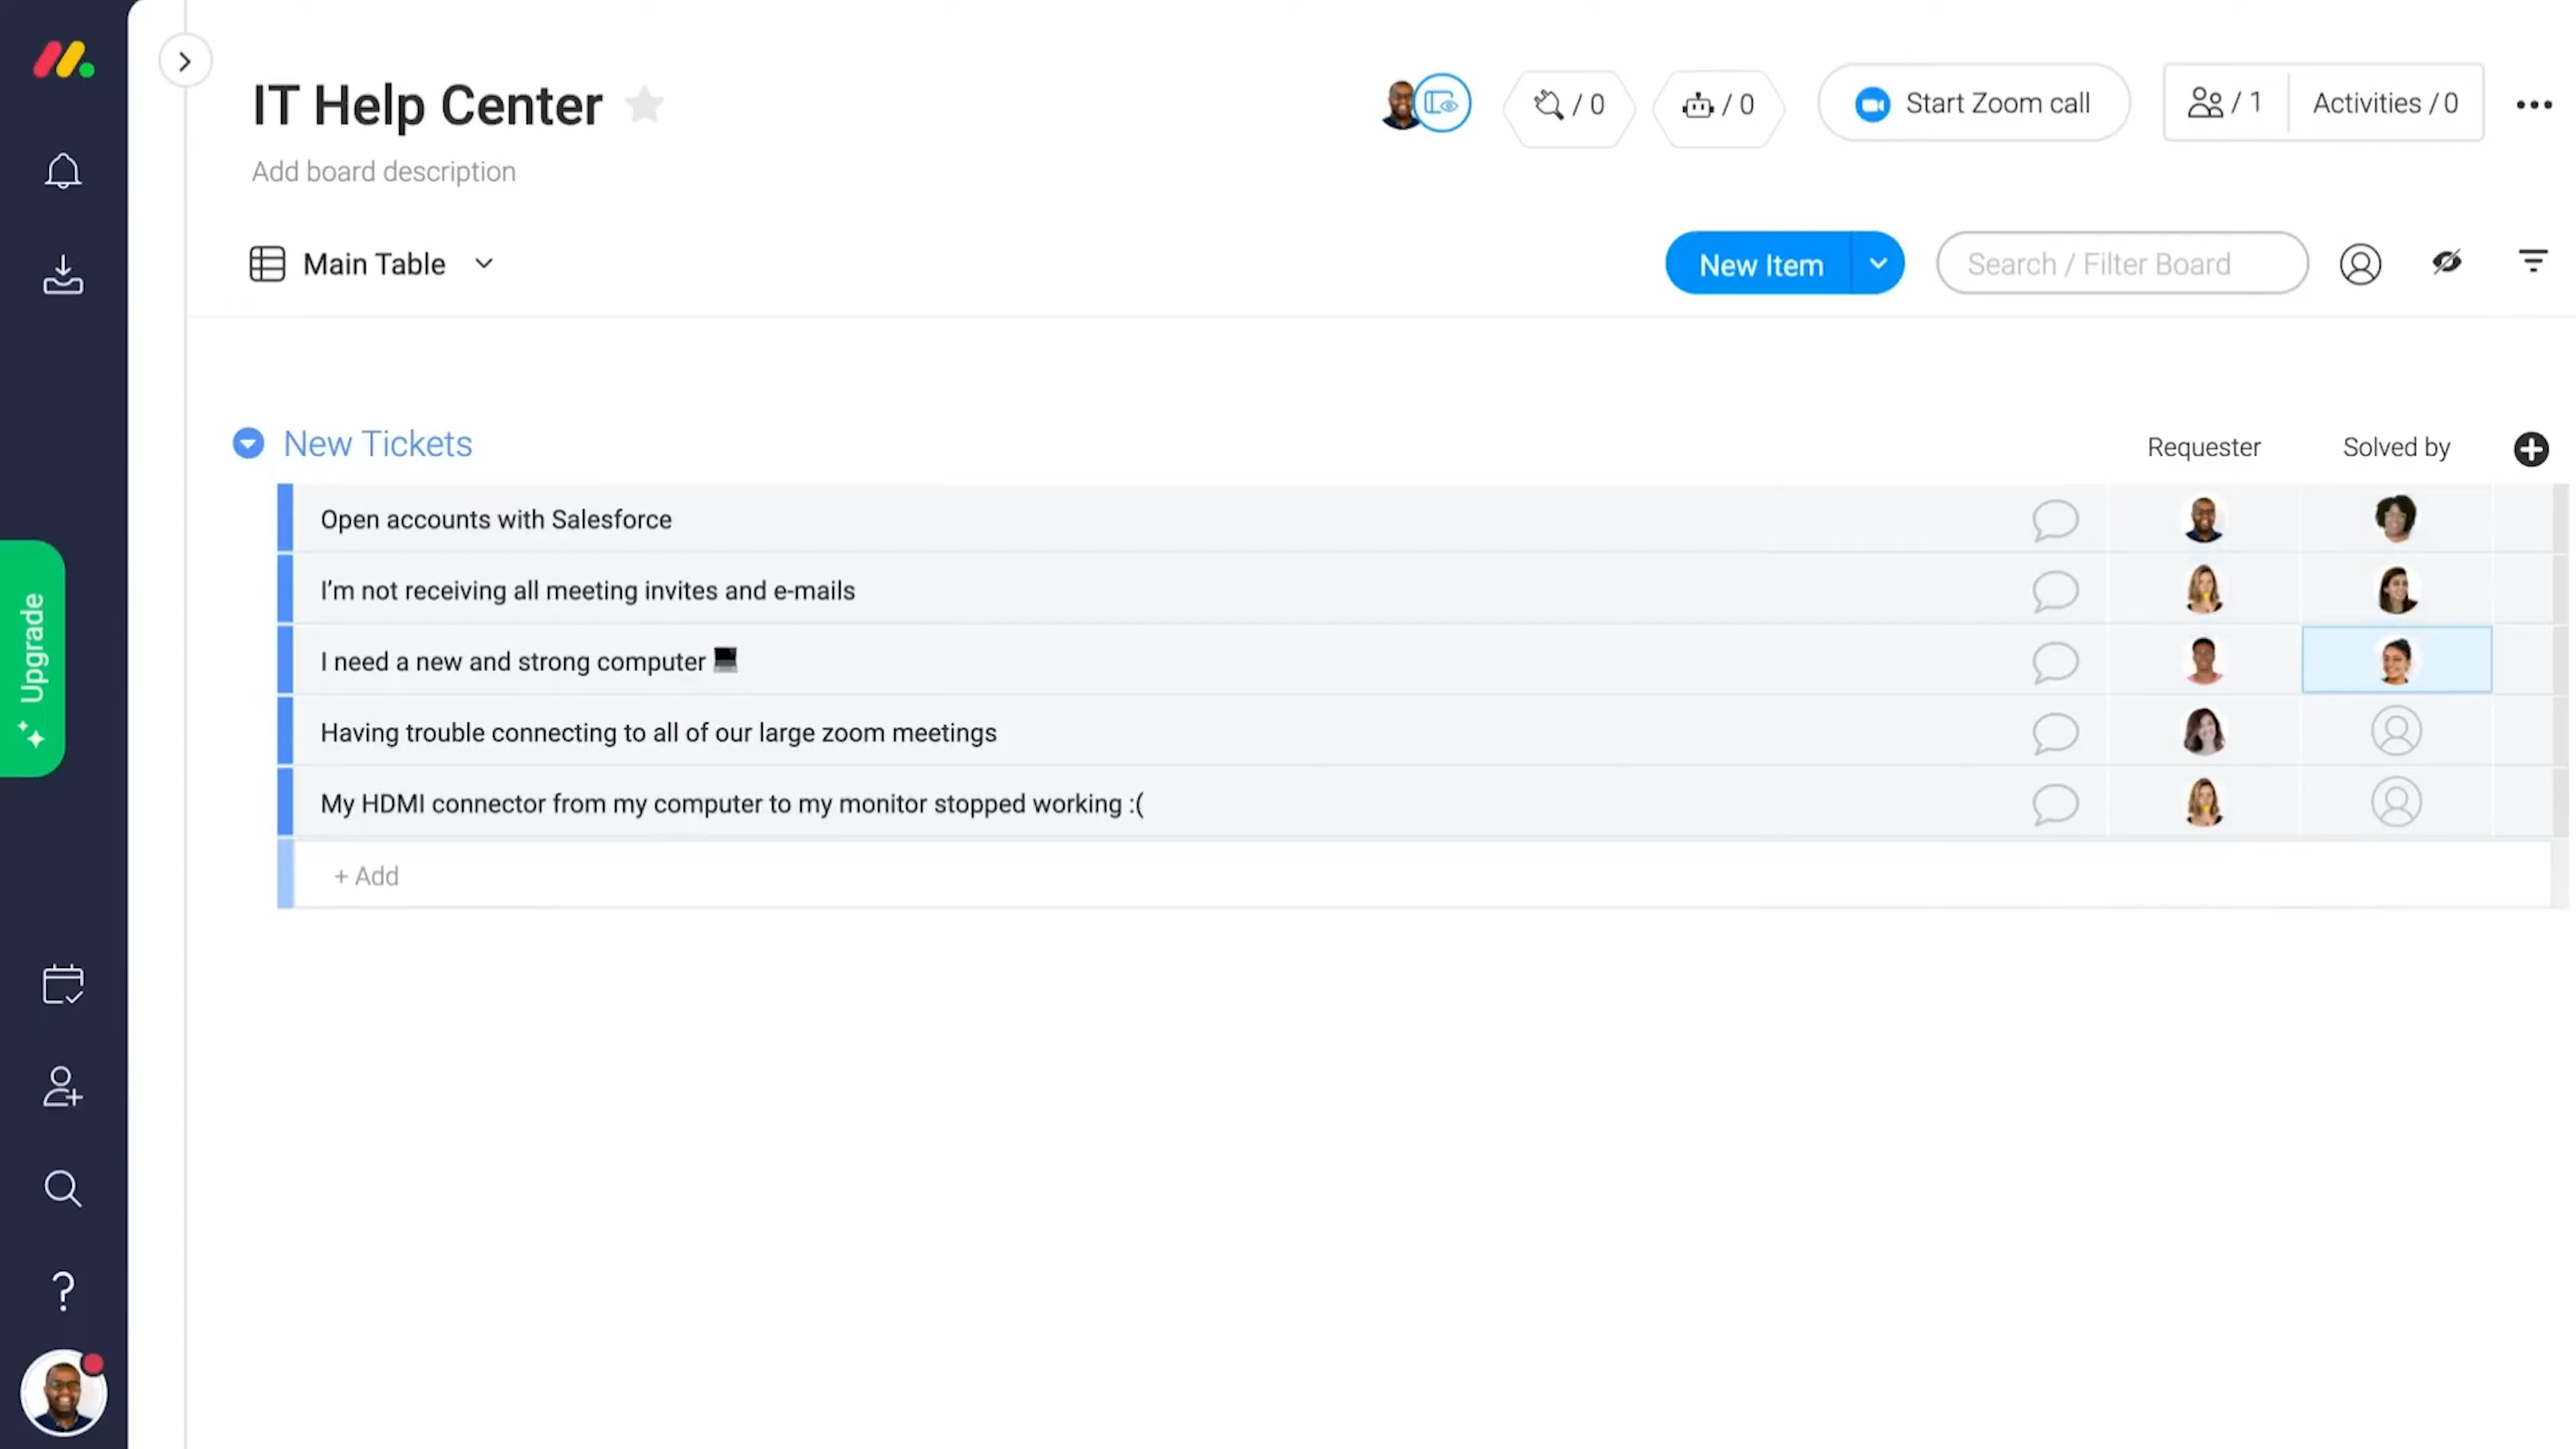 IT Help Center
/ 0
/ 0
Start Zoom call
/ 1
Activities / 0
Add board description
Main Table
New Item
Search / Filter Board
New Tickets
Requester
Solved by
Open accounts with Salesforce
I’m not receiving all meeting invites and e-mails
I need a new and strong computer 💻
Having trouble connecting to all of our large zoom meetings
My HDMI connector from my computer to my monitor stopped working :(
+ Add
Upgrade